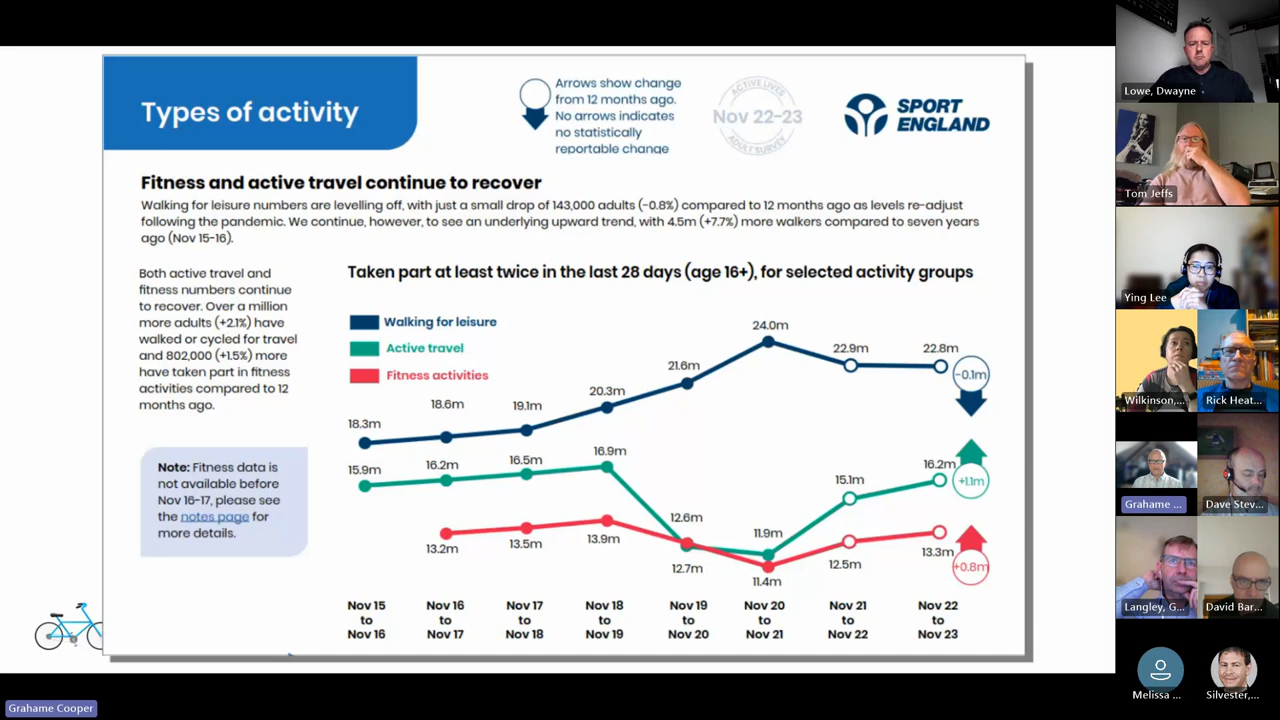 Types of activity
Arrows show change
from 12 months ago.
No arrows indicates
no statistically
reportable change
ACTIVE LIVES
Nov 22-23
ADULT SURVEY
SPORT
ENGLAND
Fitness and active travel continue to recover
Walking for leisure numbers are levelling off, with just a small drop of 143,000 adults (-0.8%) compared to 12 months ago as levels re-adjust
following the pandemic. We continue, however, to see an underlying upward trend, with 4.5m (+7.7%) more walkers compared to seven years
ago (Nov 15-16).
Both active travel and
fitness numbers continue
to recover. Over a million
more adults (+2.1%) have
walked or cycled for travel
and 802,000 (+1.5%) more
have taken part in fitness
activities compared to 12
months ago.
Note: Fitness data is
not available before
Nov 16-17, please see
the notes page for
more details.
Taken part at least twice in the last 28 days (age 16+), for selected activity groups
Walking for leisure
Active travel
Fitness activities
18.3m
18.6m
19.1m
20.3m
21.6m
24.0m
22.9m
22.8m
-0.1m
15.9m
16.2m
16.5m
16.9m
12.6m
11.9m
15.1m
16.2m
+1.1m
13.2m
13.5m
13.9m
12.7m
11.4m
12.5m
13.3m
+0.8m
Nov 15
to
Nov 16
Nov 16
to
Nov 17
Nov 17
to
Nov 18
Nov 18
to
Nov 19
Nov 19
to
Nov 20
Nov 20
to
Nov 21
Nov 21
to
Nov 22
Nov 22
to
Nov 23
Grahame Cooper
Lowe, Dwayne
Tom Jeffs
Ying Lee
Wilkinson,...
Rick Heat...
Grahame ...
Dave Stev...
Langley, G...
David Bar...
Melissa ...
Silvester,...